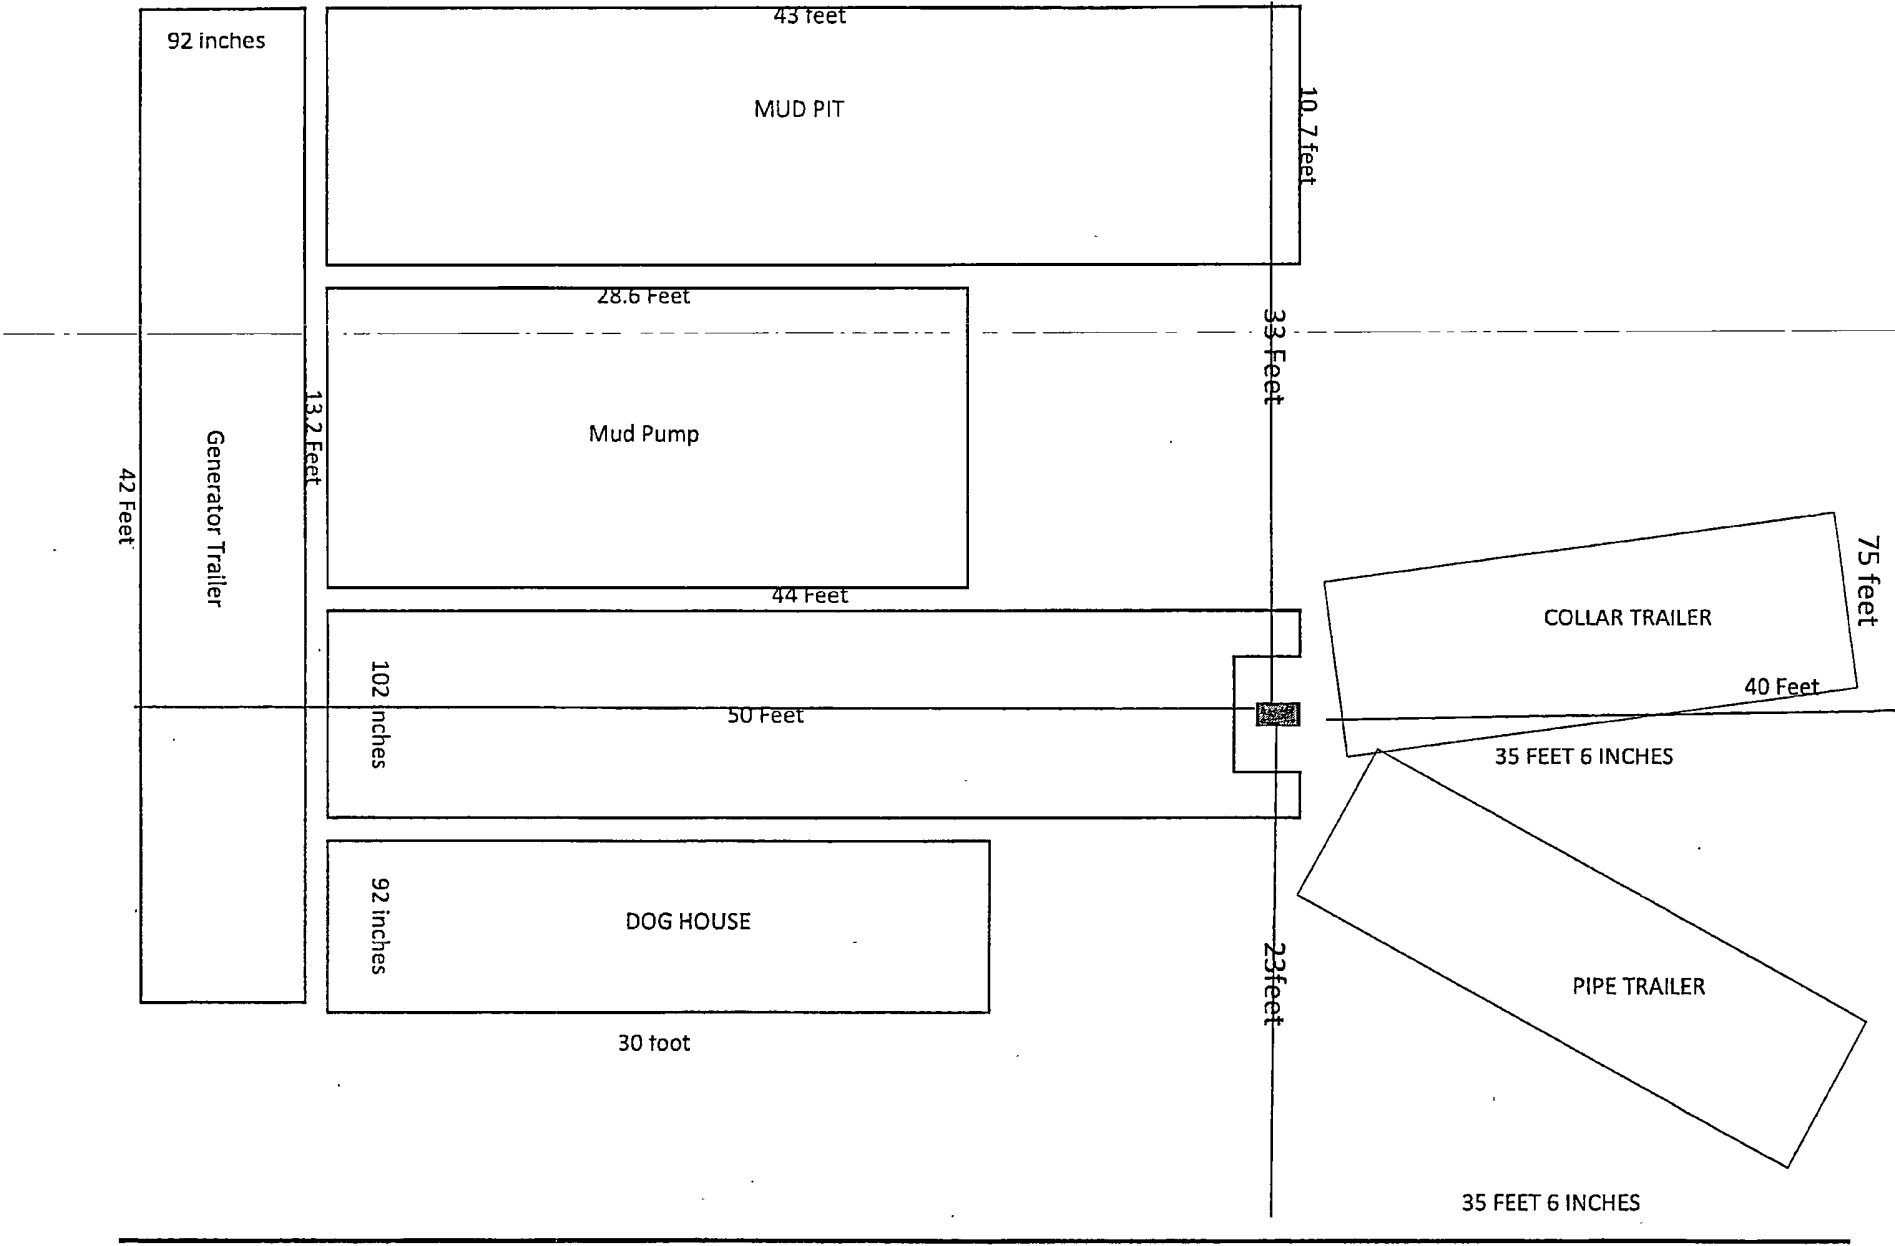 43 feet
92 inches
MUD PIT
10. 7 feet
28.6 Feet
33 Feet
13.2 Feet
Mud Pump
Generator Trailer
42 Feet
44 Feet
75 feet
COLLAR TRAILER
40 Feet
102 inches
50 Feet
35 FEET 6 INCHES
92 inches
DOG HOUSE
23feet
PIPE TRAILER
30 foot
35 FEET 6 INCHES